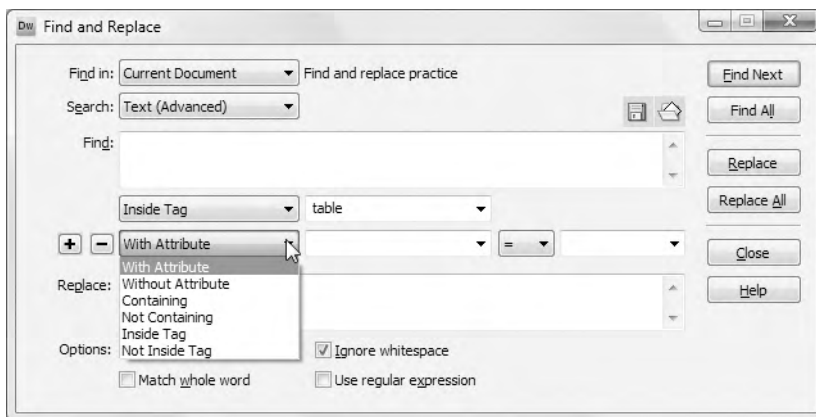 Dw Find and Replace
Find in: Current Document Find and replace practice Find Next
Search: Text (Advanced) Find All
Find:
Replace
Inside Tag table Replace All
+ − With Attribute = Close
With Attribute
Without Attribute
Replace: Containing Help
Not Containing
Inside Tag
Options: Not Inside Tag Ignore whitespace
Match whole word Use regular expression